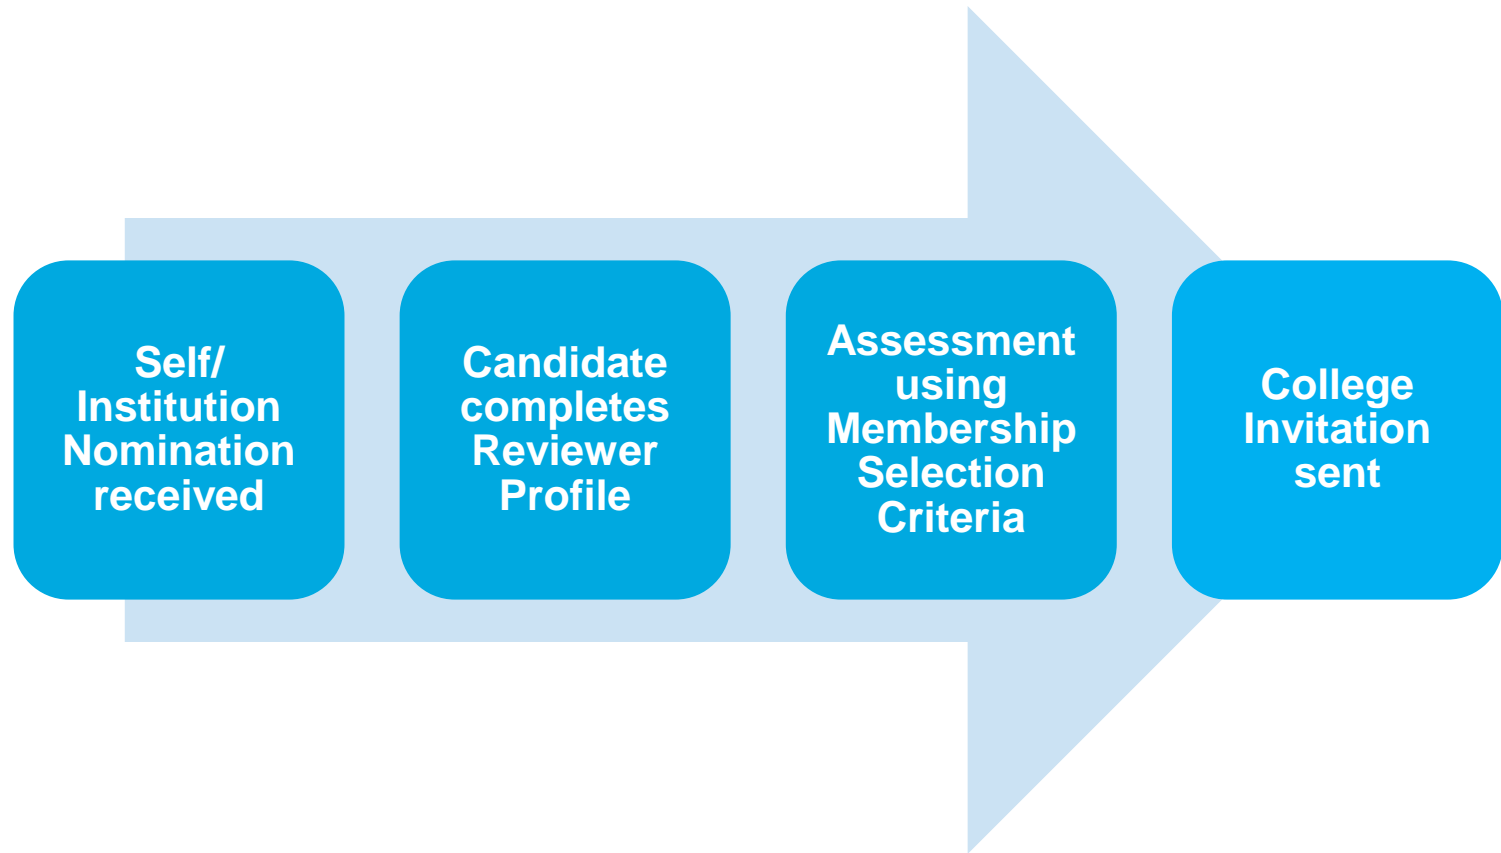 Self/
Institution
Nomination
received
Candidate
completes
Reviewer
Profile
Assessment
using
Membership
Selection
Criteria
College
Invitation
sent